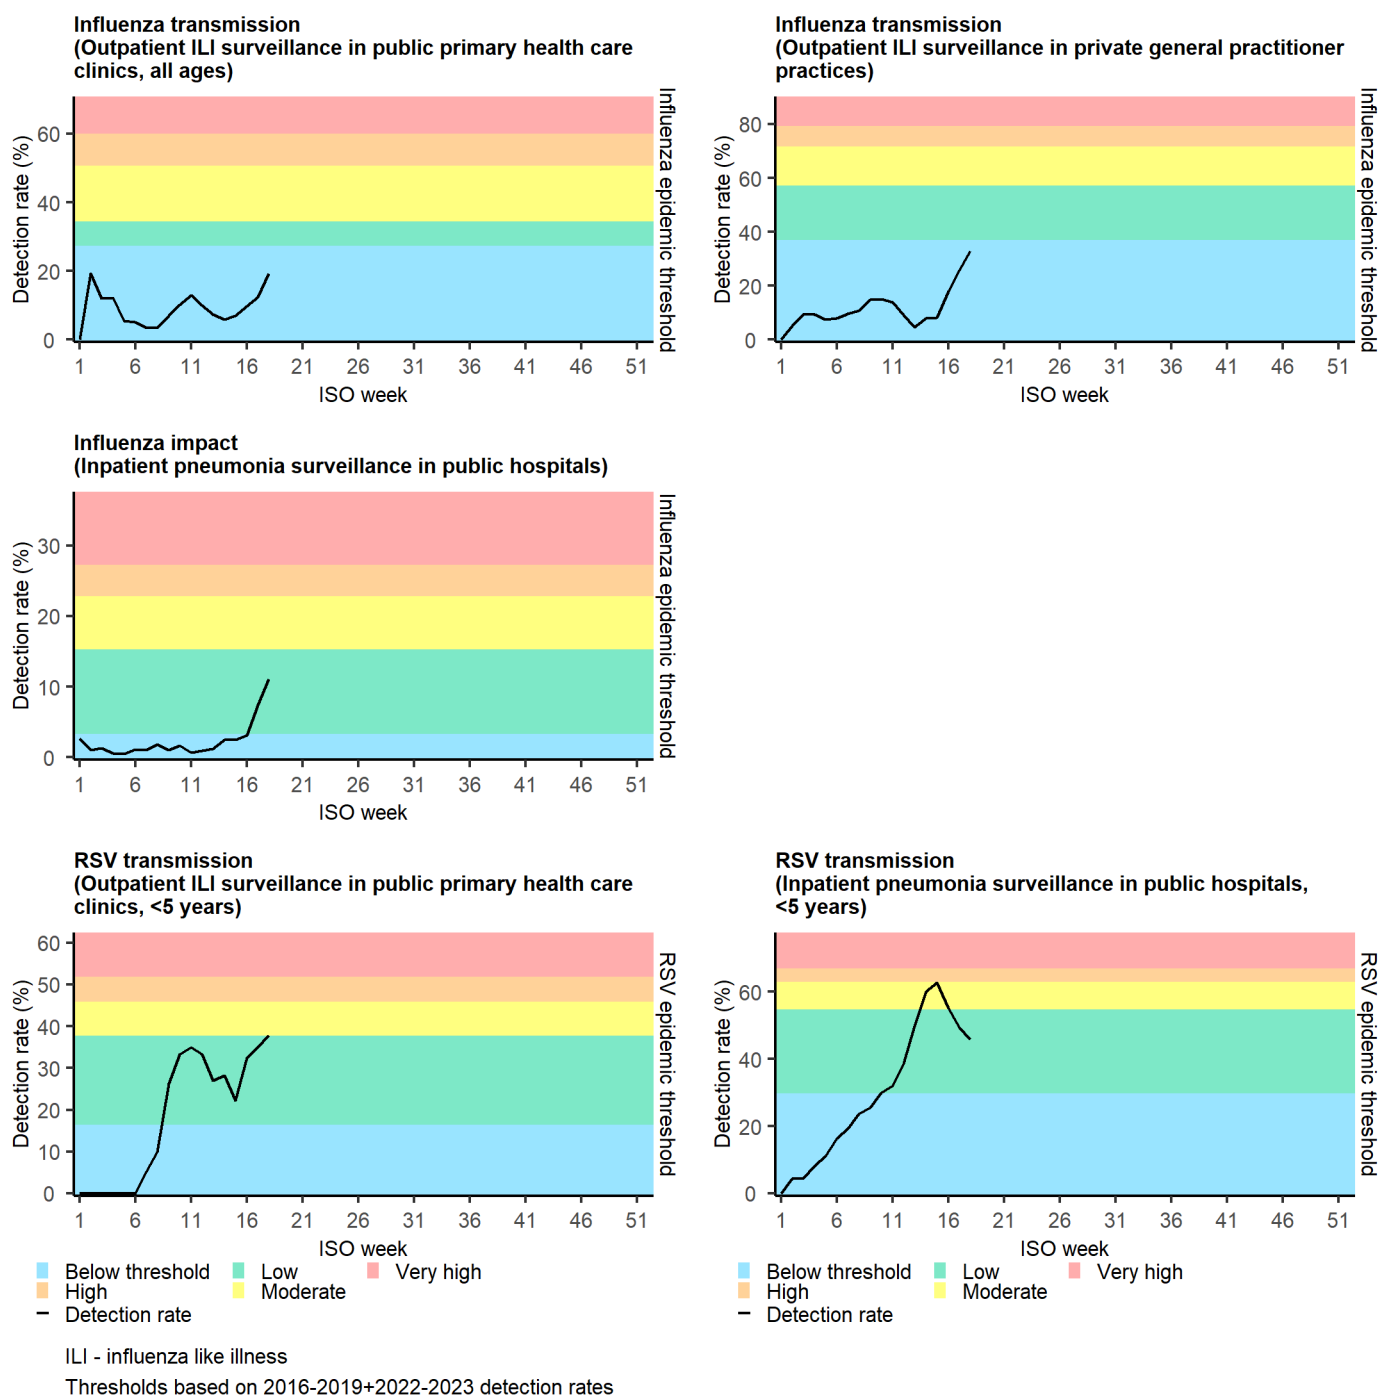 Influenza transmission
(Outpatient ILI surveillance in public primary health care
clinics, all ages)
Detection rate (%)
60
40
20
0
1 6 11 16 21 26 31 36 41 46 51
ISO week
Influenza epidemic threshold
Influenza transmission
(Outpatient ILI surveillance in private general practitioner
practices)
Detection rate (%)
80
60
40
20
0
1 6 11 16 21 26 31 36 41 46 51
ISO week
Influenza epidemic threshold
Influenza impact
(Inpatient pneumonia surveillance in public hospitals)
Detection rate (%)
30
20
10
0
1 6 11 16 21 26 31 36 41 46 51
ISO week
Influenza epidemic threshold
RSV transmission
(Outpatient ILI surveillance in public primary health care
clinics, <5 years)
Detection rate (%)
60
50
40
30
20
10
0
1 6 11 16 21 26 31 36 41 46 51
ISO week
RSV epidemic threshold
Below threshold Low Very high
High Moderate
Detection rate
RSV transmission
(Inpatient pneumonia surveillance in public hospitals,
<5 years)
Detection rate (%)
60
40
20
0
1 6 11 16 21 26 31 36 41 46 51
ISO week
RSV epidemic threshold
Below threshold Low Very high
High Moderate
Detection rate
ILI - influenza like illness
Thresholds based on 2016-2019+2022-2023 detection rates